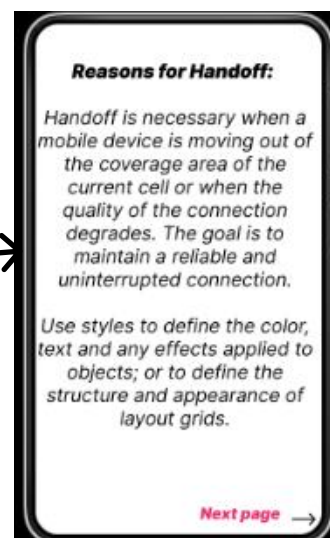 Reasons for Handoff:
Handoff is necessary when a
mobile device is moving out of
the coverage area of the
current cell or when the
quality of the connection
degrades. The goal is to
maintain a reliable and
uninterrupted connection.
Use styles to define the color,
text and any effects applied to
objects; or to define the
structure and appearance of
layout grids.
Next page →